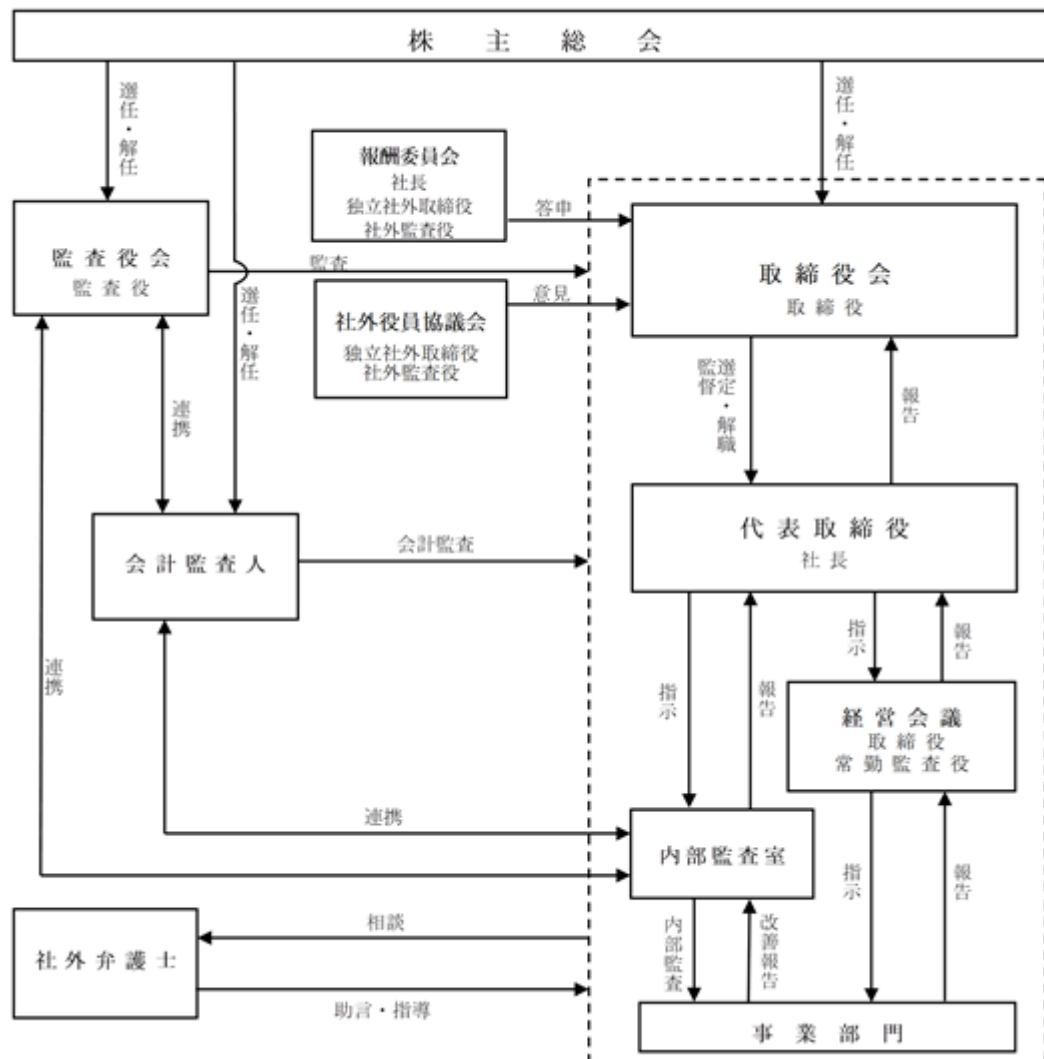 株主総会
選任・解任
選任・解任
報酬委員会
社長
独立社外取締役
社外監査役
答申
監査役会
監査役
監査
取締役会
取締役
選任・解任
社外役員協議会
独立社外取締役
社外監査役
意見
連携
選定・解職
監督
報告
会計監査人
会計監査
代表取締役
社長
連携
指示
報告
指示
報告
経営会議
取締役
常勤監査役
連携
内部監査室
指示
報告
社外弁護士
相談
助言・指導
内部監査
改善報告
事業部門